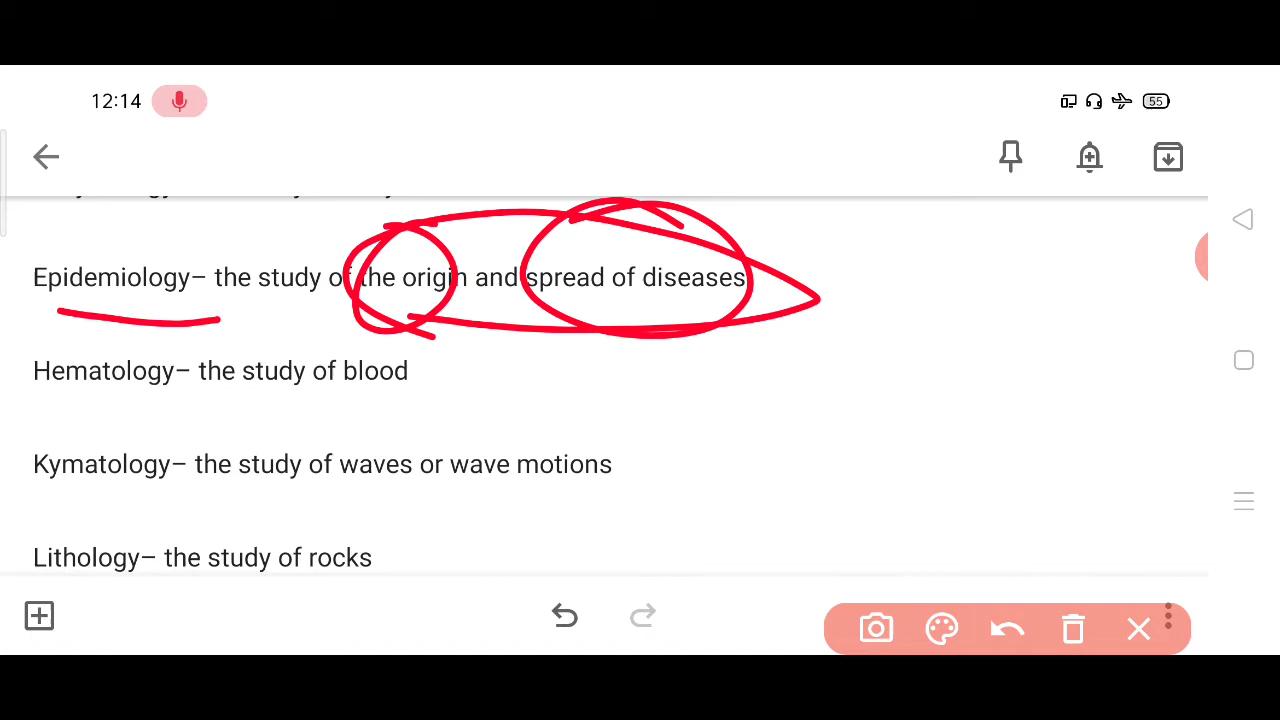 12:14
55
Epidemiology– the study of the origin and spread of diseases
Hematology– the study of blood
Kymatology– the study of waves or wave motions
Lithology– the study of rocks